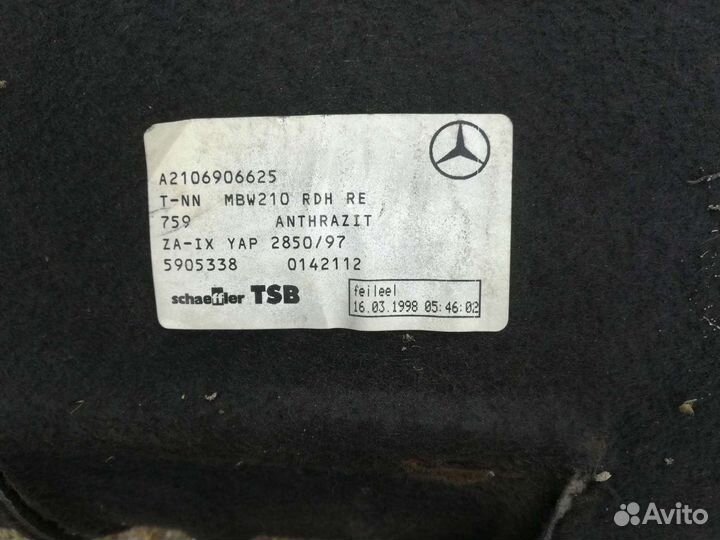 A2106906625
T-NN MBW210 RDH RE
759 ANTHRAZIT
ZA-IX YAP 2850/97
5905338 0142112
schaeffler TSB
feileel
16.03.1998 05:46:02
Avito